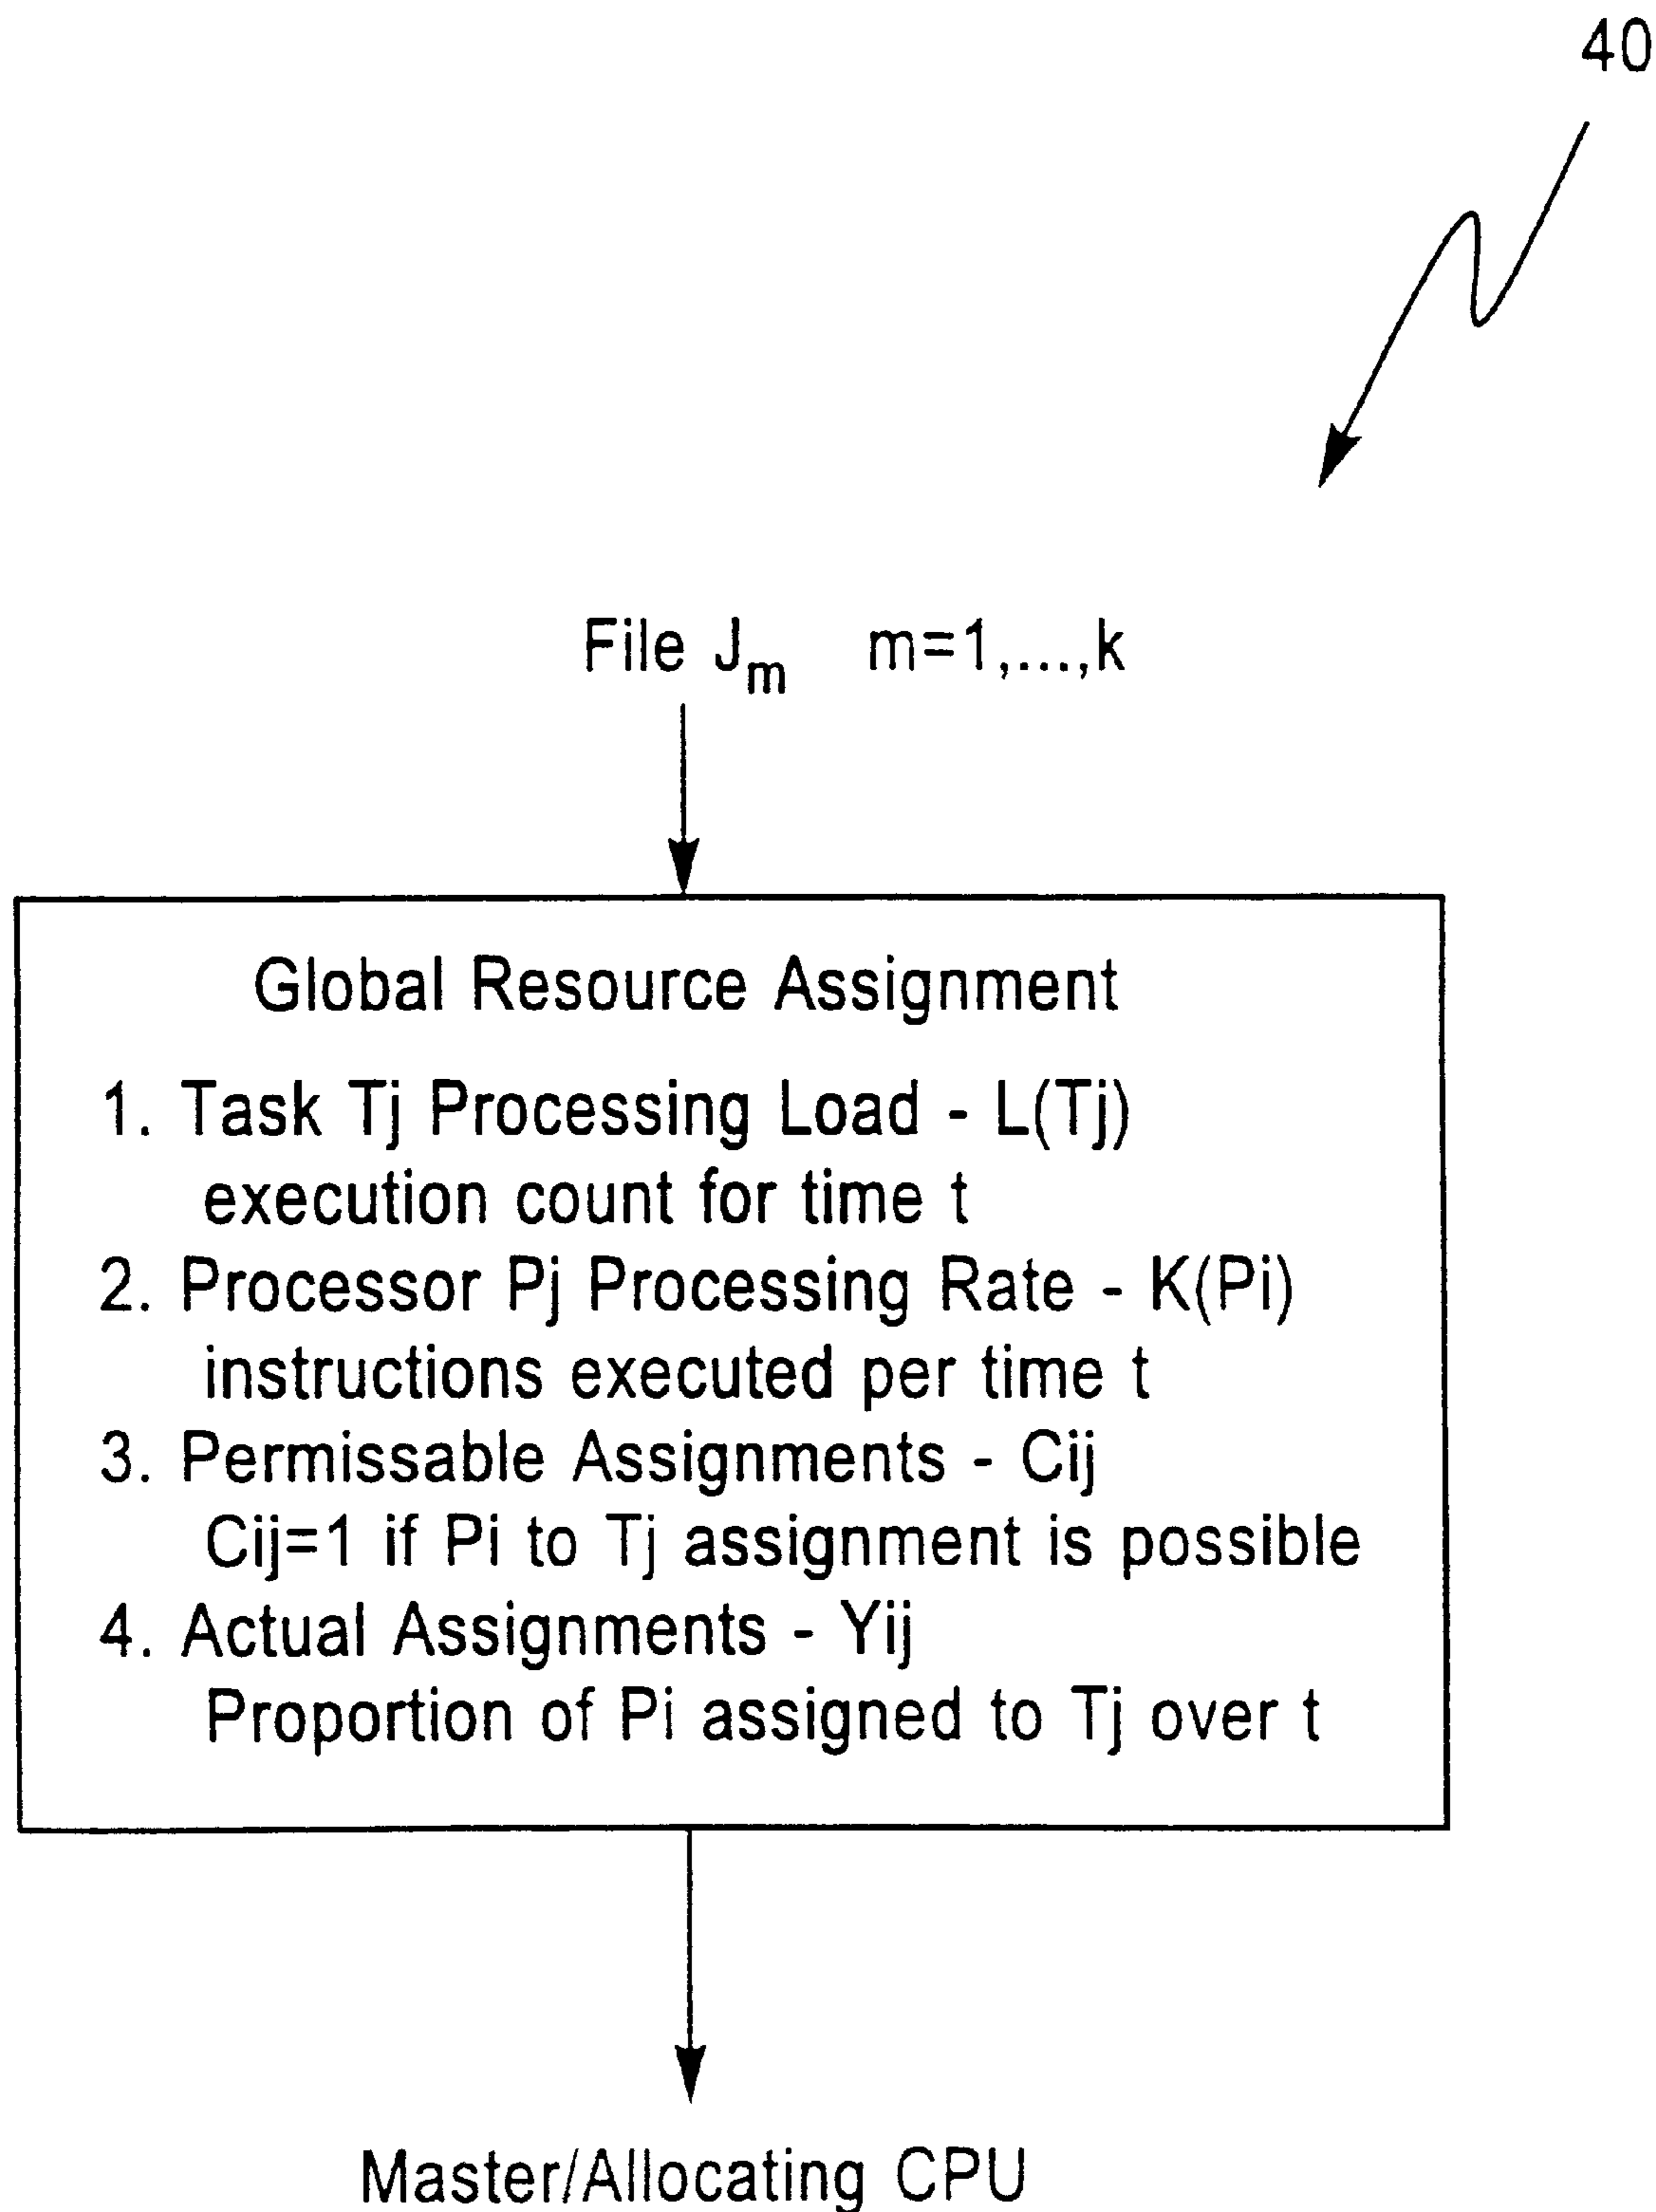 40
File Jm m=1,...,k
Global Resource Assignment
1. Task Tj Processing Load - L(Tj)
execution count for time t
2. Processor Pj Processing Rate - K(Pi)
instructions executed per time t
3. Permissable Assignments - Cij
Cij=1 if Pi to Tj assignment is possible
4. Actual Assignments - Yij
Proportion of Pi assigned to Tj over t
Master/Allocating CPU